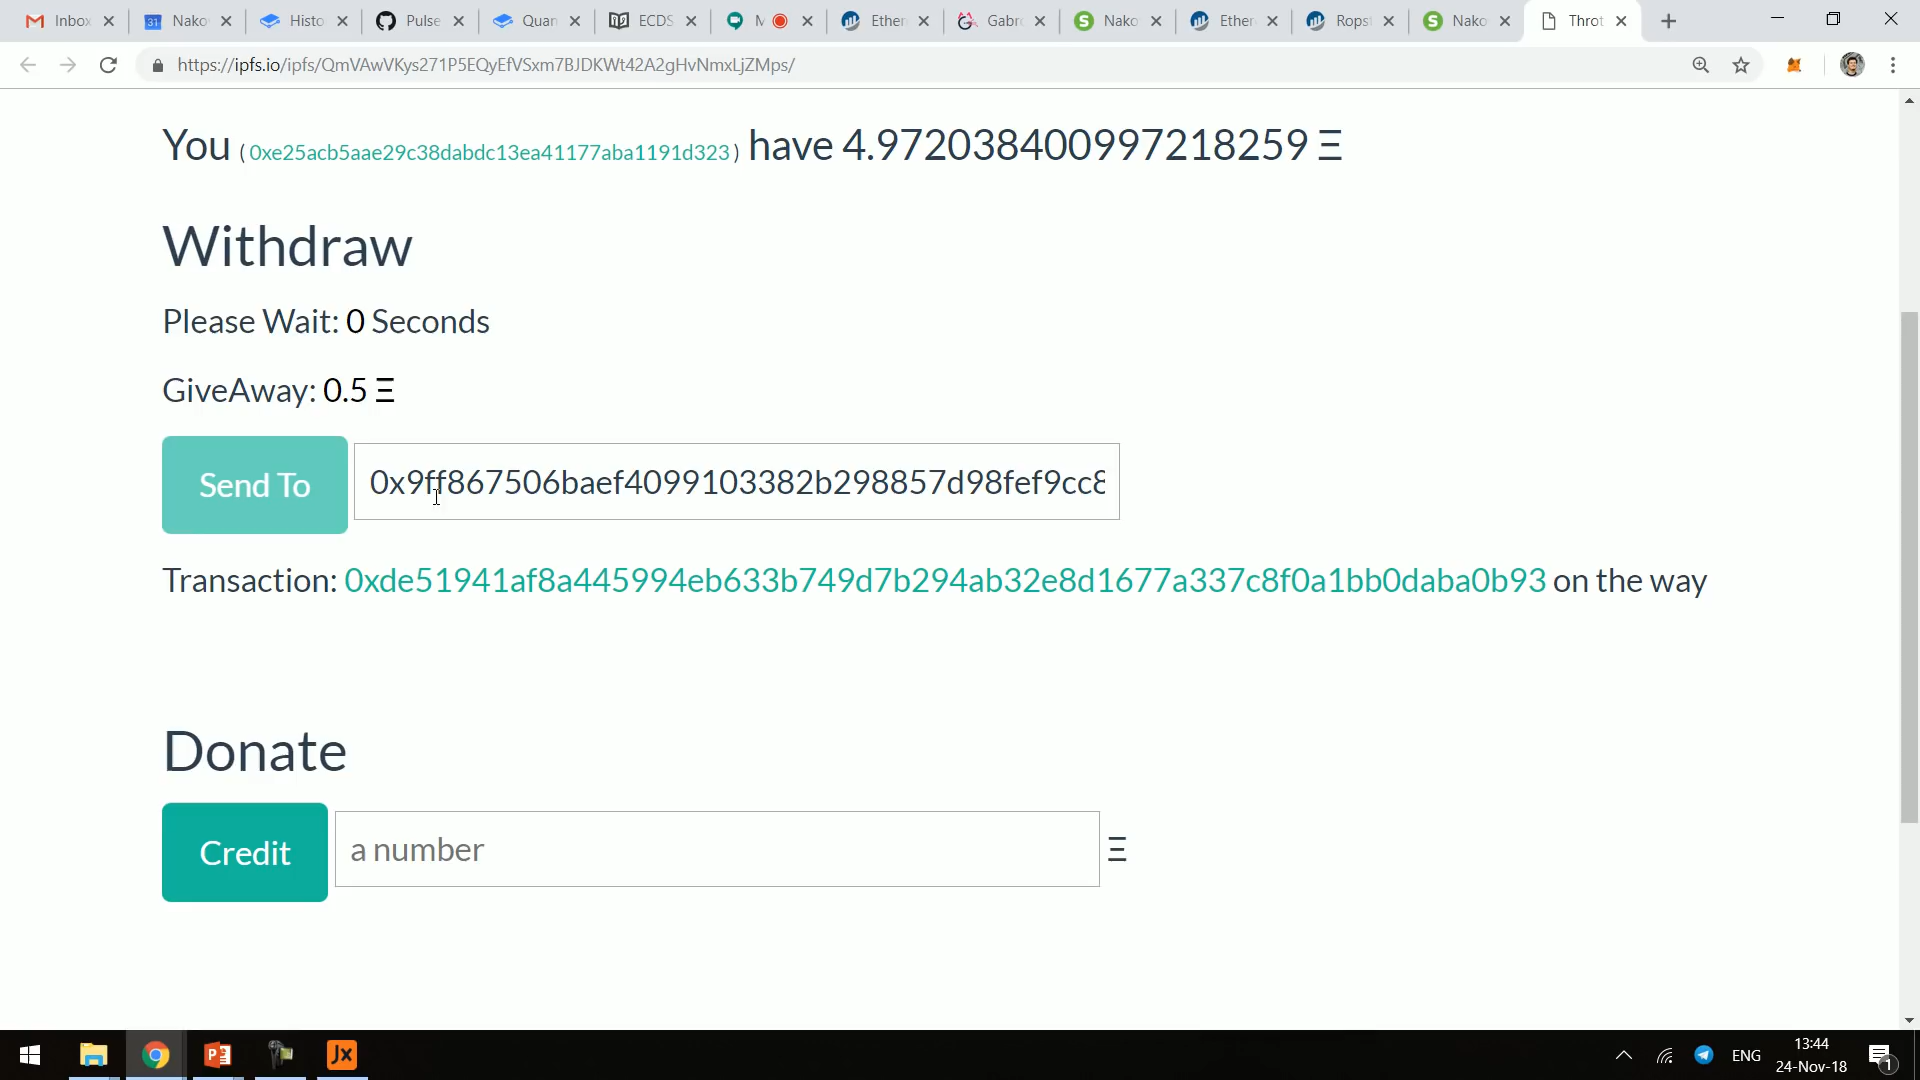 Inbox Nako Histo Pulse Quan ECDS M Ether Gabr Nako Ether Rops Nako Throt
https://ipfs.io/ipfs/QmVAwVKys271P5EQyEfVSxm7BJDKWt42A2gHvNmxLjZMps/
You (0xe25acb5aae29c38dabdc13ea41177aba1191d323) have 4.972038400997218259 Ξ
Withdraw
Please Wait: 0 Seconds
GiveAway: 0.5 Ξ
Send To 0x9ff867506baef4099103382b298857d98fef9cc8
Transaction: 0xde51941af8a445994eb633b749d7b294ab32e8d1677a337c8f0a1bb0daba0b93 on the way
Donate
Credit a number Ξ
ENG 13:44
24-Nov-18 1